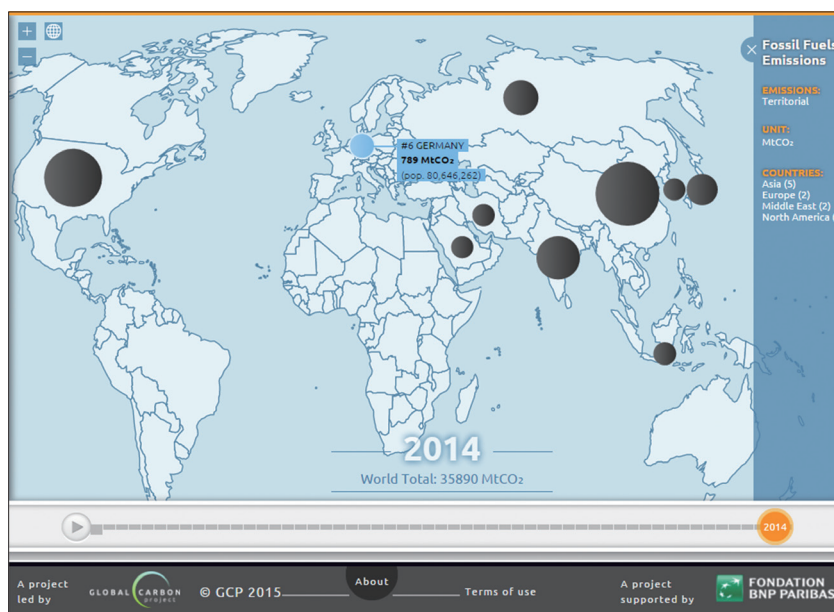 +
−
Fossil Fuels
Emissions
EMISSIONS:
Territorial
UNIT:
MtCO₂
COUNTRIES:
Asia (5)
Europe (2)
Middle East (2)
North America (
#6 GERMANY
789 MtCO₂
(pop. 80,646,262)
2014
World Total: 35890 MtCO₂
2014
A project
led by
GLOBAL CARBON
project
© GCP 2015
About
Terms of use
A project
supported by
FONDATION
BNP PARIBAS